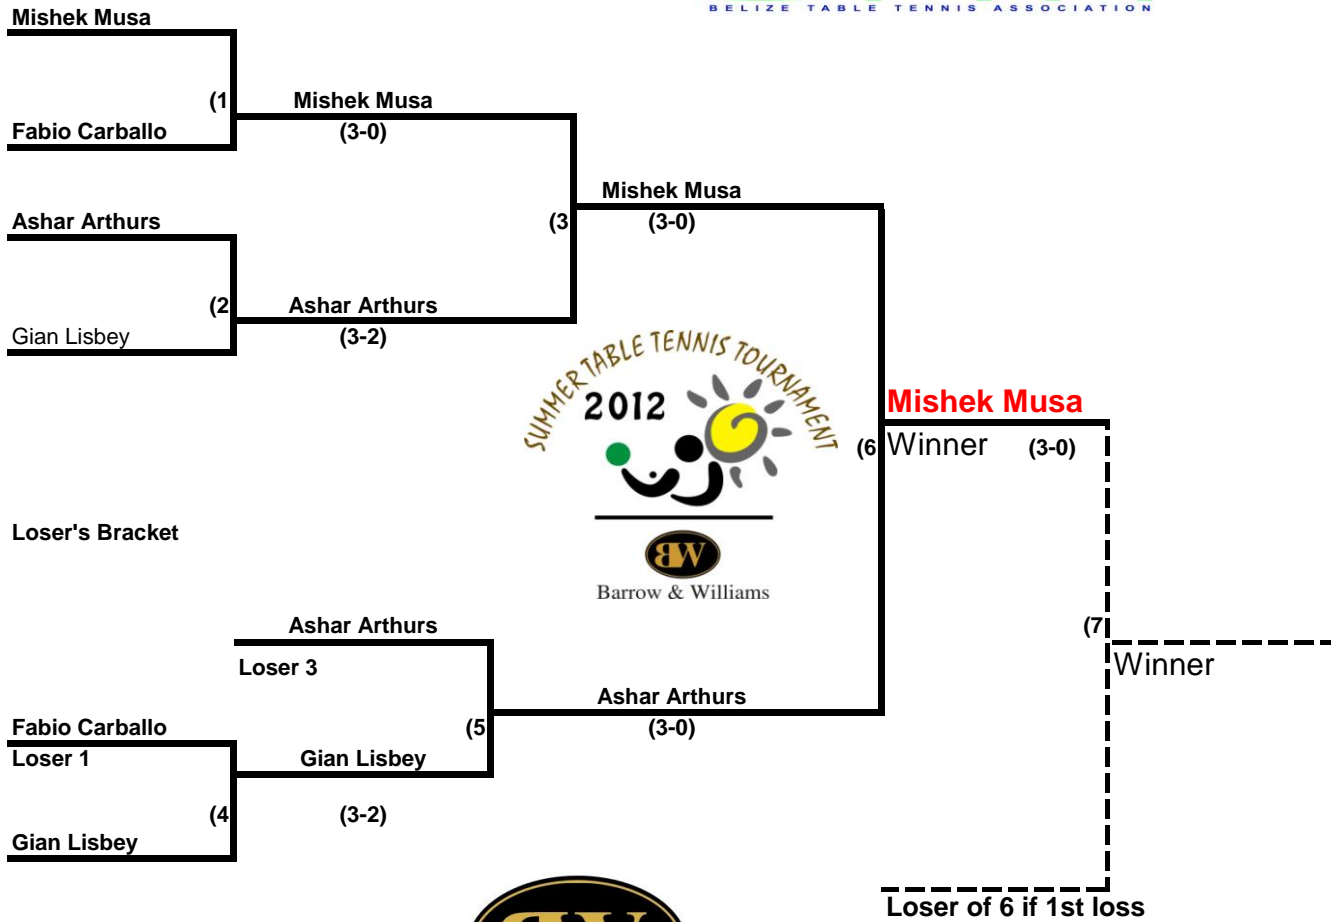 BELIZE TABLE TENNIS ASSOCIATION
Mishek Musa
(1
Mishek Musa
Fabio Carballo
(3-0)
Mishek Musa
Ashar Arthurs
(3
(3-0)
(2
Ashar Arthurs
Gian Lisbey
(3-2)
SUMMER TABLE TENNIS TOURNAMENT
2012
Mishek Musa
(6
Winner
(3-0)
Loser's Bracket
BW
Barrow & Williams
Ashar Arthurs
(7
Loser 3
Winner
Ashar Arthurs
Fabio Carballo
(5
(3-0)
Loser 1
Gian Lisbey
(4
(3-2)
Gian Lisbey
BW
Loser of 6 if 1st loss